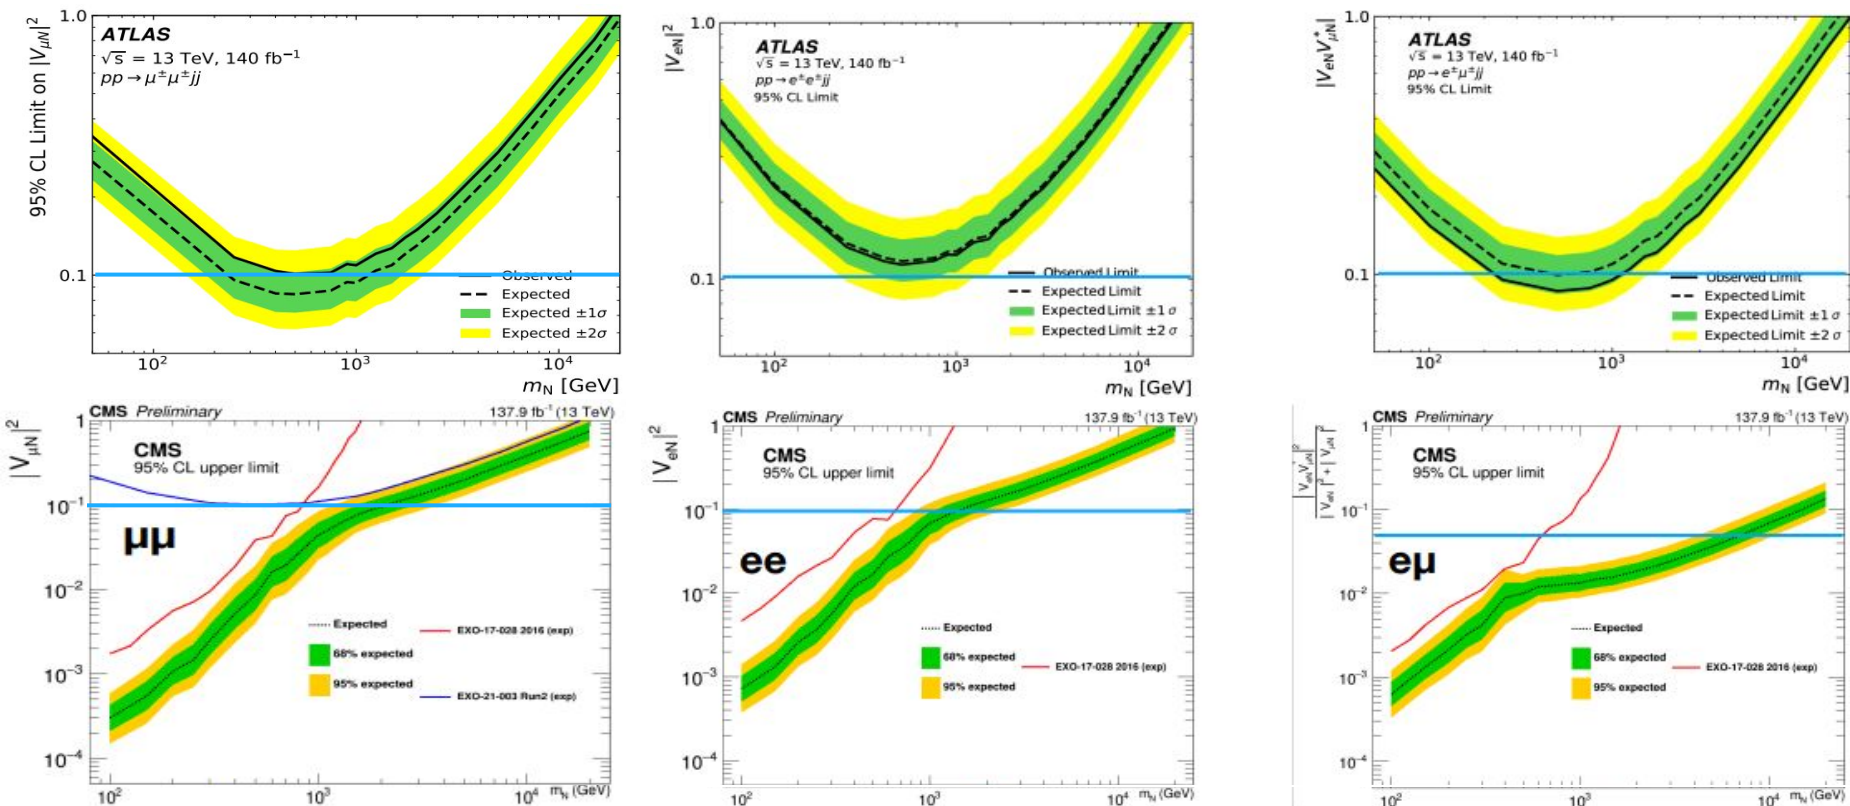 1.0
ATLAS
√s = 13 TeV, 140 fb⁻¹
pp → μ±μ±jj
95% CL Limit on |V_μN|²
0.1
Observed
Expected
Expected ±1σ
Expected ±2σ
10² 10³ 10⁴
m_N [GeV]
1.0
|V_eN|²
ATLAS
√s = 13 TeV, 140 fb⁻¹
pp → e±e±jj
95% CL Limit
0.1
Observed Limit
Expected Limit
Expected Limit ±1 σ
Expected Limit ±2 σ
10² 10³ 10⁴
m_N [GeV]
1.0
|V_eN V*_μN|
ATLAS
√s = 13 TeV, 140 fb⁻¹
pp → e±μ±jj
95% CL Limit
0.1
Observed Limit
Expected Limit
Expected Limit ±1 σ
Expected Limit ±2 σ
10² 10³ 10⁴
m_N [GeV]
CMS Preliminary 137.9 fb⁻¹ (13 TeV)
|V_μN|²
1
CMS
95% CL upper limit
10⁻¹
μμ
10⁻²
Expected
EXO-17-028 2016 (exp)
68% expected
10⁻³
95% expected
EXO-21-003 Run2 (exp)
10⁻⁴
10² 10³ 10⁴ m_N (GeV)
CMS Preliminary 137.9 fb⁻¹ (13 TeV)
|V_eN|²
1
CMS
95% CL upper limit
10⁻¹
ee
10⁻²
Expected
68% expected
EXO-17-028 2016 (exp)
10⁻³
95% expected
10⁻⁴
10² 10³ 10⁴ m_N (GeV)
CMS Preliminary 137.9 fb⁻¹ (13 TeV)
|V_eN V*_μN|²
|V_eN|² + |V_μN|²
1
CMS
95% CL upper limit
10⁻¹
eμ
10⁻²
Expected
68% expected
EXO-17-028 2016 (exp)
10⁻³
95% expected
10⁻⁴
10² 10³ 10⁴ m_N (GeV)